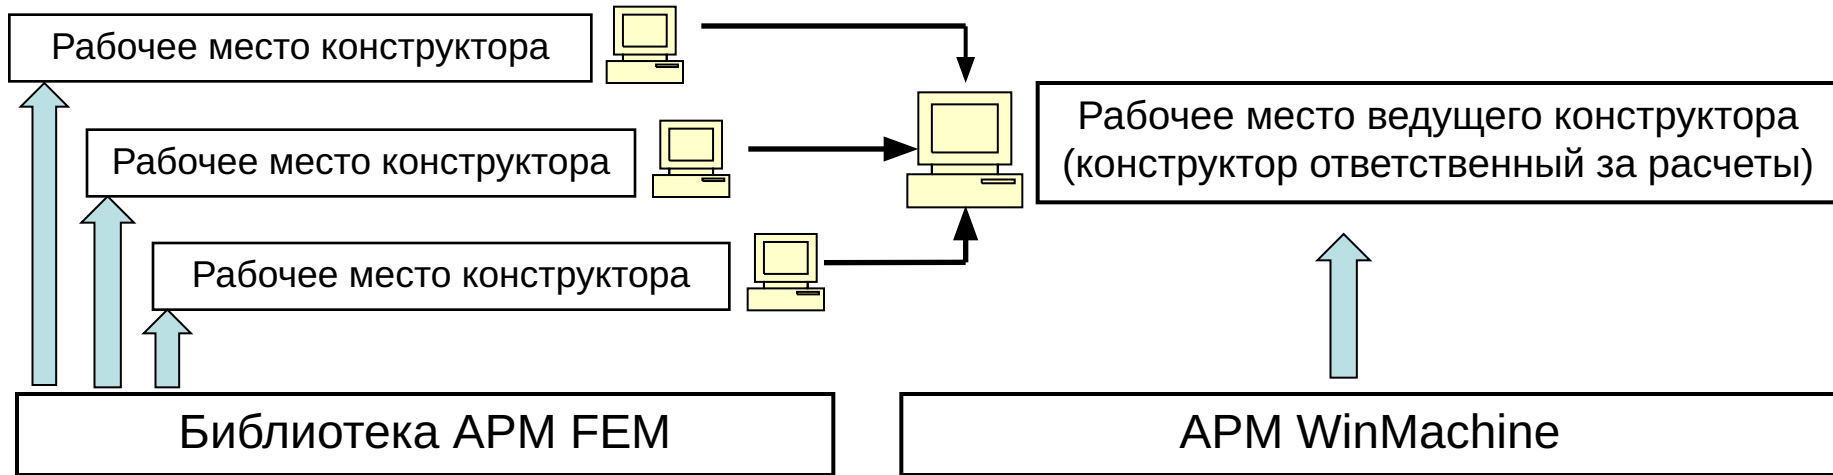 Рабочее место конструктора
Рабочее место конструктора
Рабочее место конструктора
Рабочее место ведущего конструктора
(конструктор ответственный за расчеты)
Библиотека APM FEM
APM WinMachine